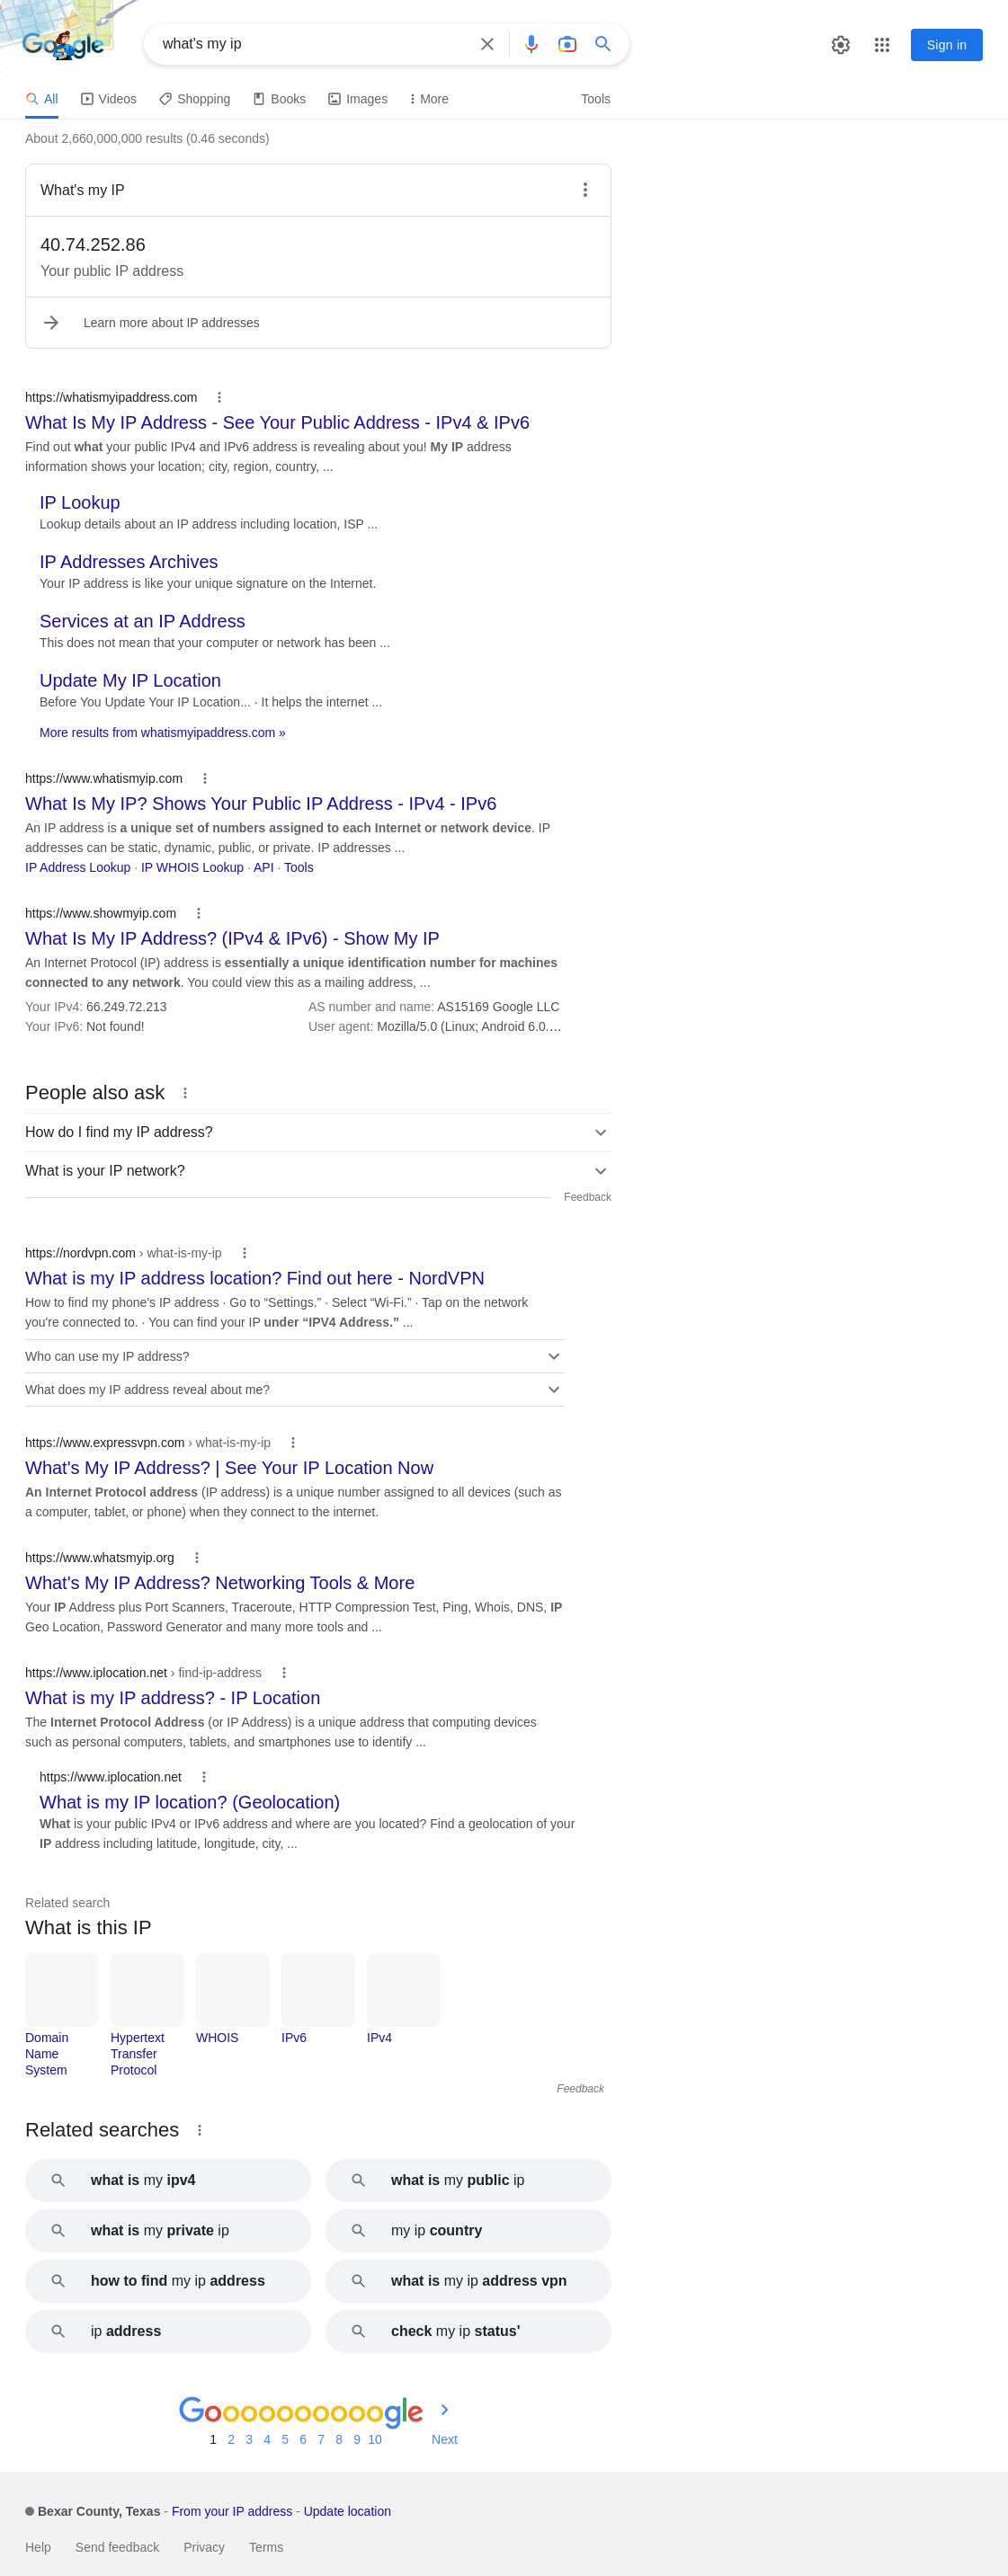 Google
what's my ip
Sign in
All
Videos
Shopping
Books
Images
More
Tools
About 2,660,000,000 results (0.46 seconds)
What's my IP
40.74.252.86
Your public IP address
Learn more about IP addresses
https://whatismyipaddress.com
What Is My IP Address - See Your Public Address - IPv4 & IPv6
Find out what your public IPv4 and IPv6 address is revealing about you! My IP address
information shows your location; city, region, country, ...
IP Lookup
Lookup details about an IP address including location, ISP ...
IP Addresses Archives
Your IP address is like your unique signature on the Internet.
Services at an IP Address
This does not mean that your computer or network has been ...
Update My IP Location
Before You Update Your IP Location... · It helps the internet ...
More results from whatismyipaddress.com »
https://www.whatismyip.com
What Is My IP? Shows Your Public IP Address - IPv4 - IPv6
An IP address is a unique set of numbers assigned to each Internet or network device. IP
addresses can be static, dynamic, public, or private. IP addresses ...
IP Address Lookup · IP WHOIS Lookup · API · Tools
https://www.showmyip.com
What Is My IP Address? (IPv4 & IPv6) - Show My IP
An Internet Protocol (IP) address is essentially a unique identification number for machines
connected to any network. You could view this as a mailing address, ...
Your IPv4: 66.249.72.213
AS number and name: AS15169 Google LLC
Your IPv6: Not found!
User agent: Mozilla/5.0 (Linux; Android 6.0....
People also ask
How do I find my IP address?
What is your IP network?
Feedback
https://nordvpn.com › what-is-my-ip
What is my IP address location? Find out here - NordVPN
How to find my phone's IP address · Go to “Settings.” · Select “Wi-Fi.” · Tap on the network
you're connected to. · You can find your IP under “IPV4 Address.” ...
Who can use my IP address?
What does my IP address reveal about me?
https://www.expressvpn.com › what-is-my-ip
What's My IP Address? | See Your IP Location Now
An Internet Protocol address (IP address) is a unique number assigned to all devices (such as
a computer, tablet, or phone) when they connect to the internet.
https://www.whatsmyip.org
What's My IP Address? Networking Tools & More
Your IP Address plus Port Scanners, Traceroute, HTTP Compression Test, Ping, Whois, DNS, IP
Geo Location, Password Generator and many more tools and ...
https://www.iplocation.net › find-ip-address
What is my IP address? - IP Location
The Internet Protocol Address (or IP Address) is a unique address that computing devices
such as personal computers, tablets, and smartphones use to identify ...
https://www.iplocation.net
What is my IP location? (Geolocation)
What is your public IPv4 or IPv6 address and where are you located? Find a geolocation of your
IP address including latitude, longitude, city, ...
Related search
What is this IP
Domain
Name
System
Hypertext
Transfer
Protocol
WHOIS
IPv6
IPv4
Feedback
Related searches
what is my ipv4
what is my public ip
what is my private ip
my ip country
how to find my ip address
what is my ip address vpn
ip address
check my ip status'
Goooooooooogle
1 2 3 4 5 6 7 8 9 10 Next
Bexar County, Texas - From your IP address - Update location
Help
Send feedback
Privacy
Terms